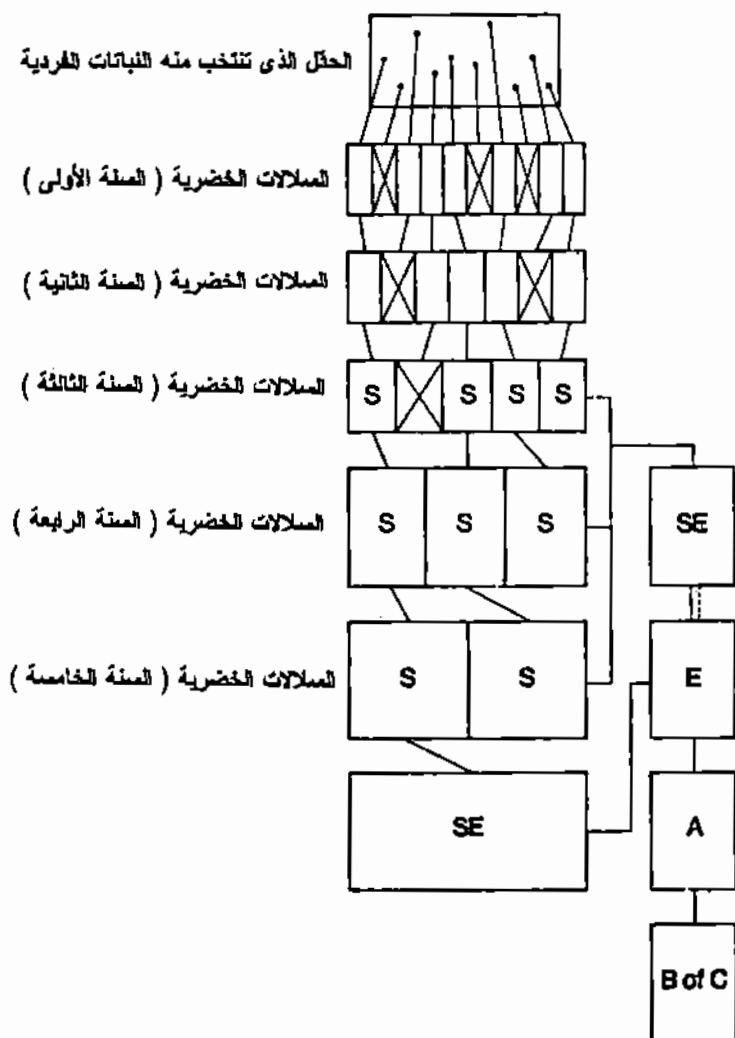 الحقل الذى تنتخب منه النباتات الفردية
السلالات الخضرية ( السنة الأولى )
السلالات الخضرية ( السنة الثانية )
السلالات الخضرية ( السنة الثالثة )
S S S S
السلالات الخضرية ( السنة الرابعة )
S S S SE
السلالات الخضرية ( السنة الخامسة )
S S E
SE A
B of C